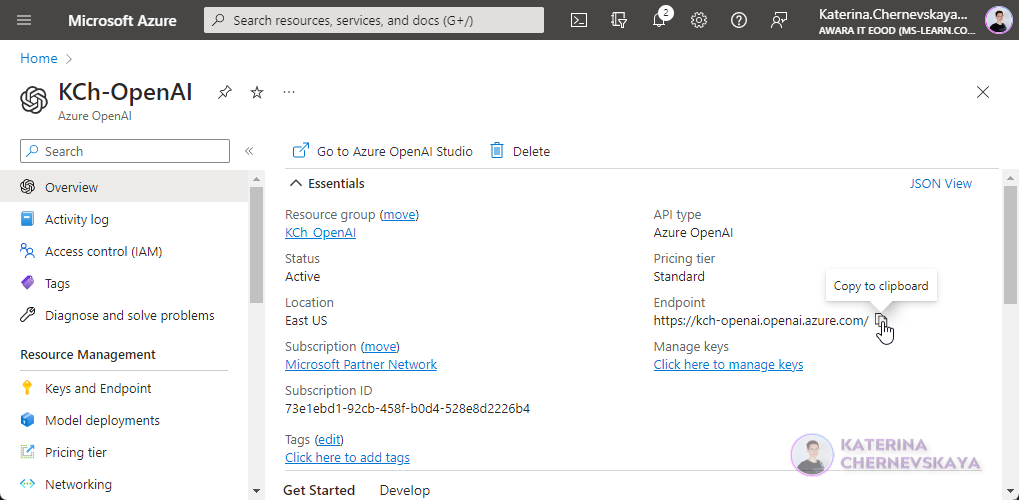 Microsoft Azure
Search resources, services, and docs (G+/)
2
Katerina.Chernevskaya...
AWARA IT EOOD (MS-LEARN.CO...
Home
KCh-OpenAI
Azure OpenAI
Search
Go to Azure OpenAI Studio
Delete
Overview
Activity log
Access control (IAM)
Tags
Diagnose and solve problems
Resource Management
Keys and Endpoint
Model deployments
Pricing tier
Networking
Essentials
JSON View
Resource group (move)
KCh_OpenAI
Status
Active
Location
East US
Subscription (move)
Microsoft Partner Network
Subscription ID
73e1ebd1-92cb-458f-b0d4-528e8d2226b4
Tags (edit)
Click here to add tags
API type
Azure OpenAI
Pricing tier
Standard
Copy to clipboard
Endpoint
https://kch-openai.openai.azure.com/
Manage keys
Click here to manage keys
Get Started
Develop
KATERINA
CHERNEVSKAYA